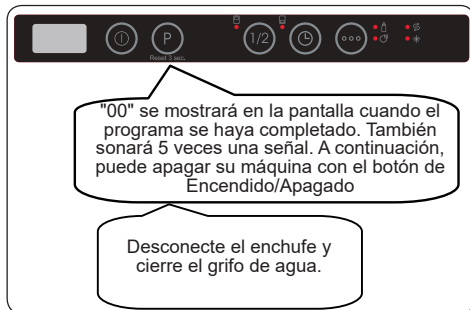 P
1/2
Reset 3 sec.
"00" se mostrará en la pantalla cuando el
programa se haya completado. También
sonará 5 veces una señal. A continuación,
puede apagar su máquina con el botón de
Encendido/Apagado
Desconecte el enchufe y
cierre el grifo de agua.